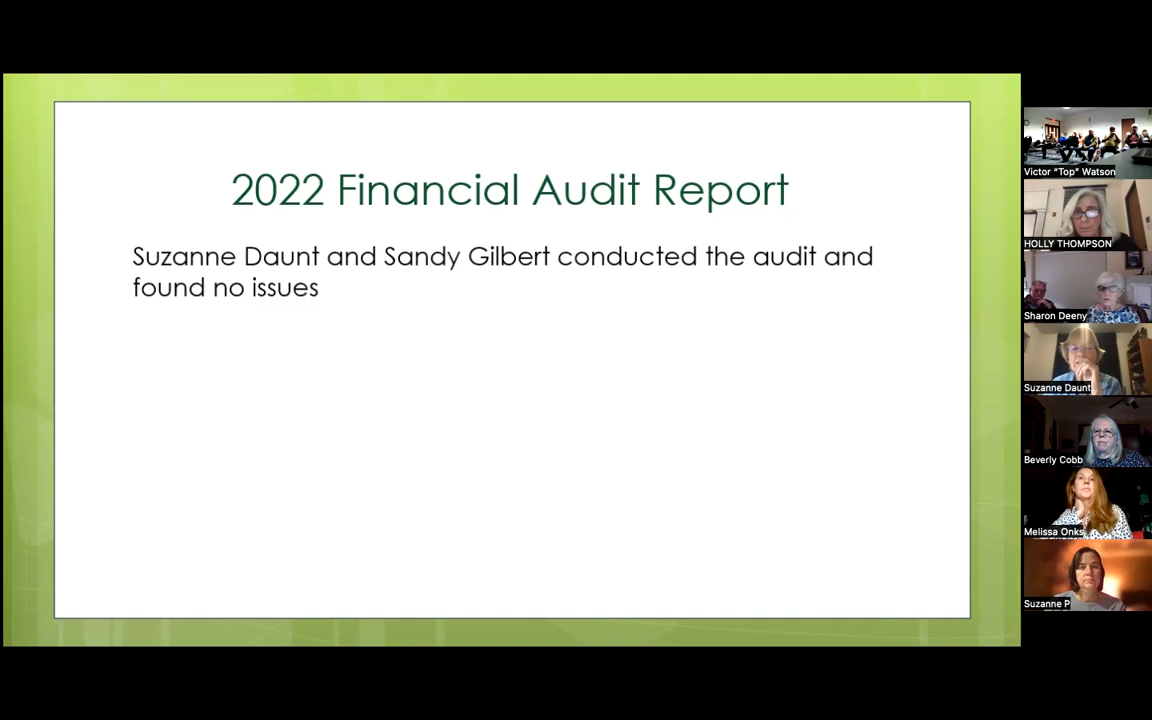 2022 Financial Audit Report
Suzanne Daunt and Sandy Gilbert conducted the audit and
found no issues
Victor "Top" Watson
HOLLY THOMPSON
Sharon Deeny
Suzanne Daunt
Beverly Cobb
Melissa Onks
Suzanne P